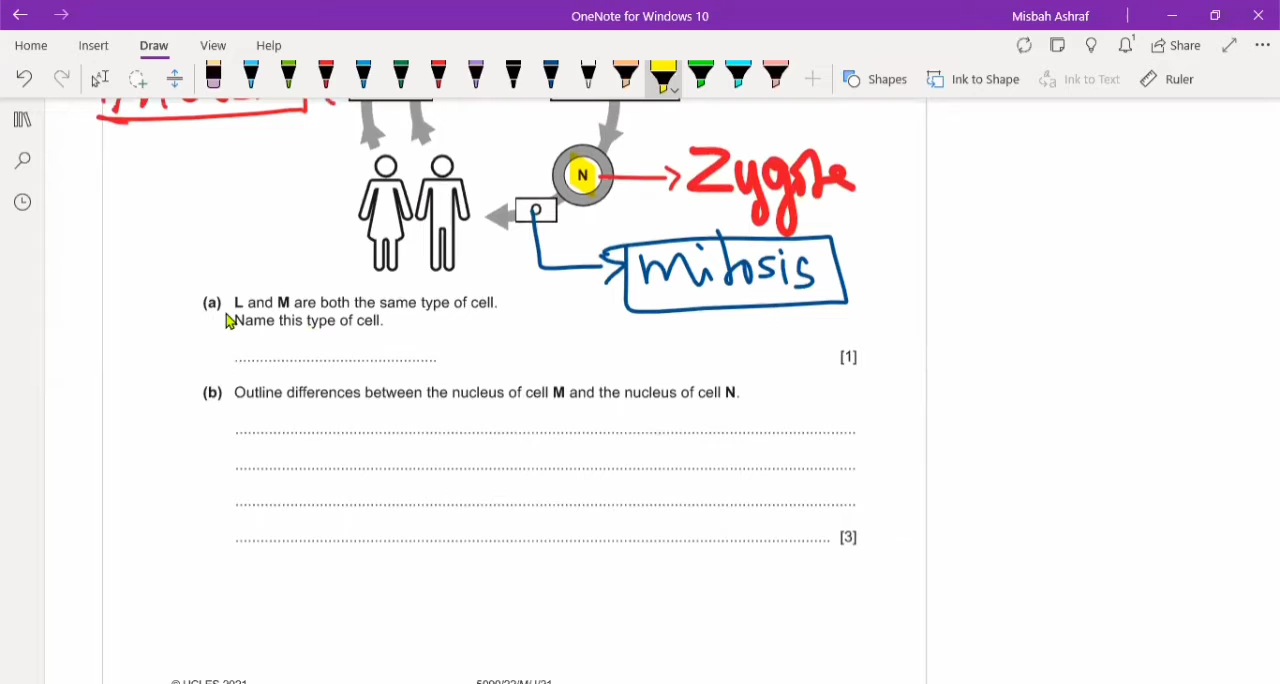 OneNote for Windows 10
Misbah Ashraf
Home Insert Draw View Help
1
Share
Shapes
Ink to Shape
Ink to Text
Ruler
N
Zygote
O
mitosis
(a) L and M are both the same type of cell.
Name this type of cell.
................................................ [1]
(b) Outline differences between the nucleus of cell M and the nucleus of cell N.
[3]